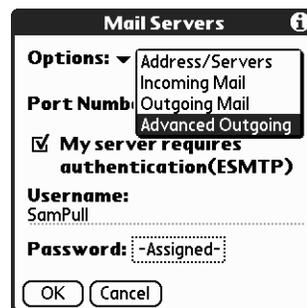 Mail Servers
Options: Address/Servers
Incoming Mail
Port Numb Outgoing Mail
Advanced Outgoing
My server requires
authentication(ESMTP)
Username:
SamPull
Password: -Assigned-
OK Cancel